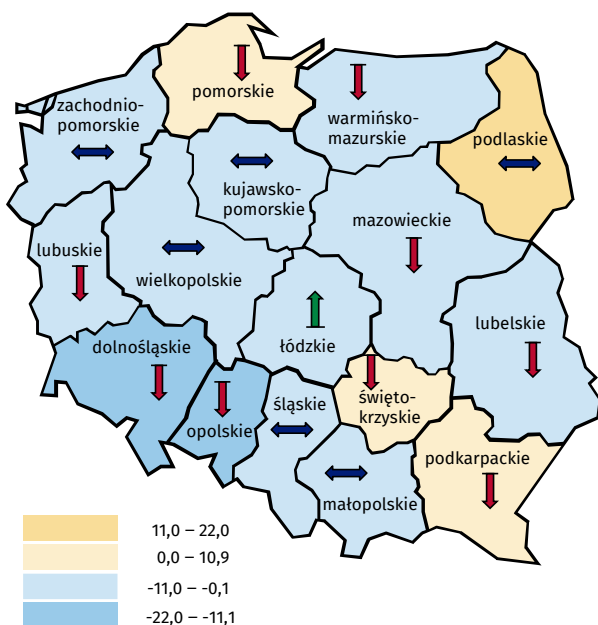 zachodnio-
pomorskie
pomorskie
warmińsko-
mazurskie
podlaskie
kujawsko-
pomorskie
mazowieckie
lubuskie
wielkopolskie
łódzkie
lubelskie
dolnośląskie
opolskie
śląskie
święto-
krzyskie
małopolskie
podkarpackie
11,0 – 22,0
0,0 – 10,9
-11,0 – -0,1
-22,0 – -11,1